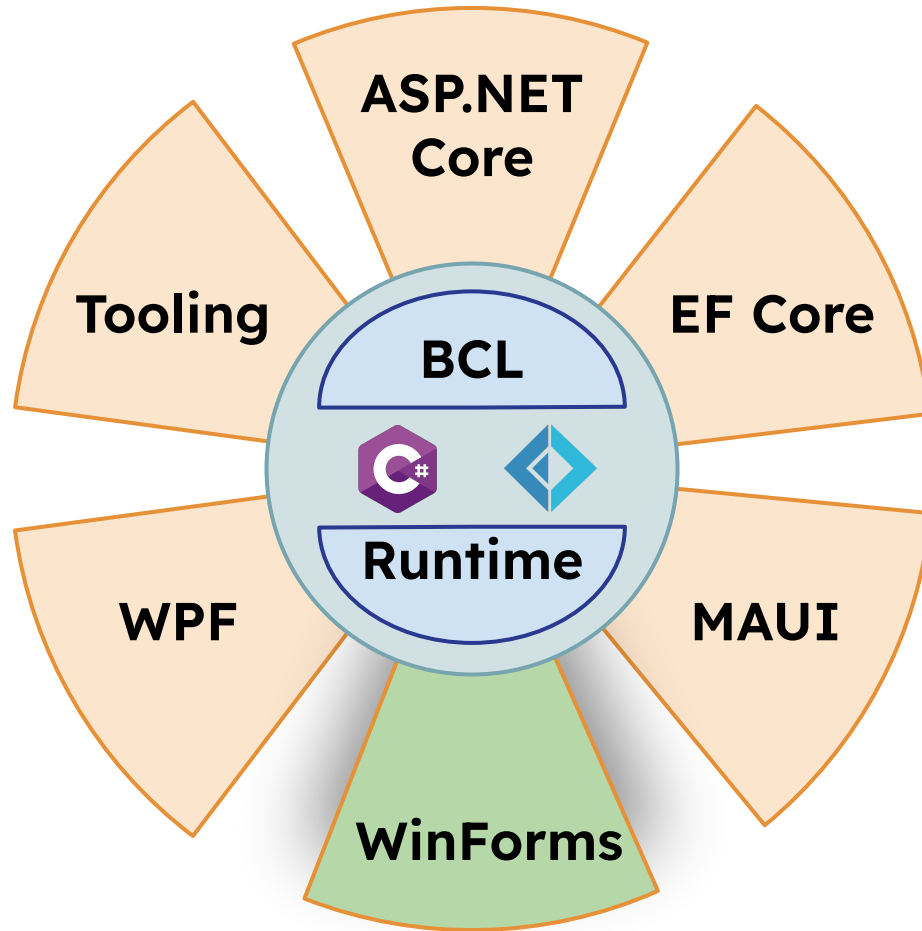 ASP.NET
Core
Tooling
EF Core
BCL
C#
Runtime
WPF
MAUI
WinForms